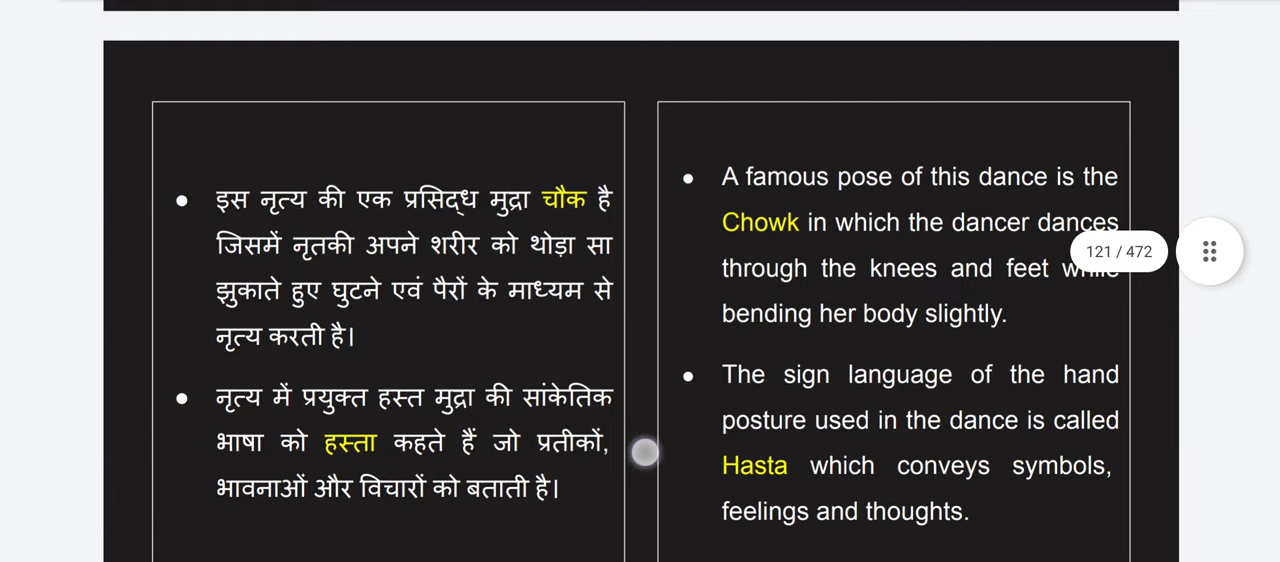 ● इस नृत्य की एक प्रसिद्ध मुद्रा चौक है
जिसमें नृतकी अपने शरीर को थोड़ा सा
झुकाते हुए घुटने एवं पैरों के माध्यम से
नृत्य करती है।
● नृत्य में प्रयुक्त हस्त मुद्रा की सांकेतिक
भाषा को हस्ता कहते हैं जो प्रतीकों,
भावनाओं और विचारों को बताती है।
● A famous pose of this dance is the
Chowk in which the dancer dances
through the knees and feet while
bending her body slightly.
● The sign language of the hand
posture used in the dance is called
Hasta which conveys symbols,
feelings and thoughts.
121 / 472